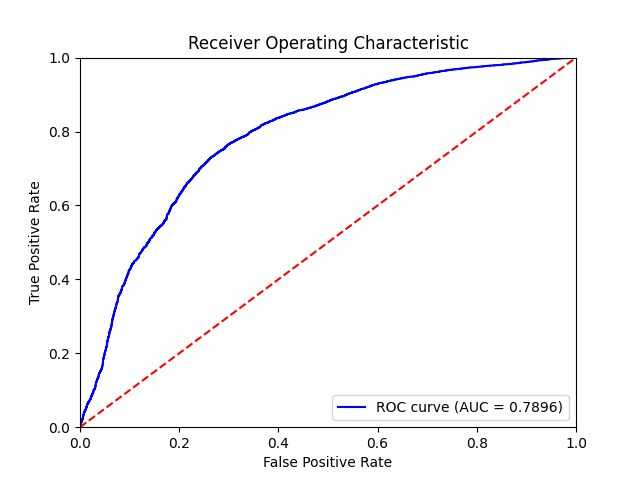 Receiver Operating Characteristic
True Positive Rate
1.0
0.8
0.6
0.4
0.2
0.0
ROC curve (AUC = 0.7896)
0.0 0.2 0.4 0.6 0.8 1.0
False Positive Rate